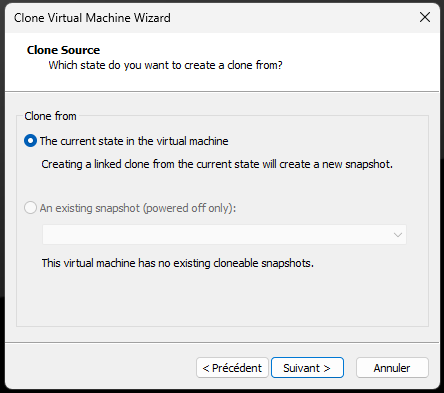 Clone Virtual Machine Wizard
Clone Source
Which state do you want to create a clone from?
Clone from
The current state in the virtual machine
Creating a linked clone from the current state will create a new snapshot.
An existing snapshot (powered off only):
This virtual machine has no existing cloneable snapshots.
< Précédent Suivant > Annuler